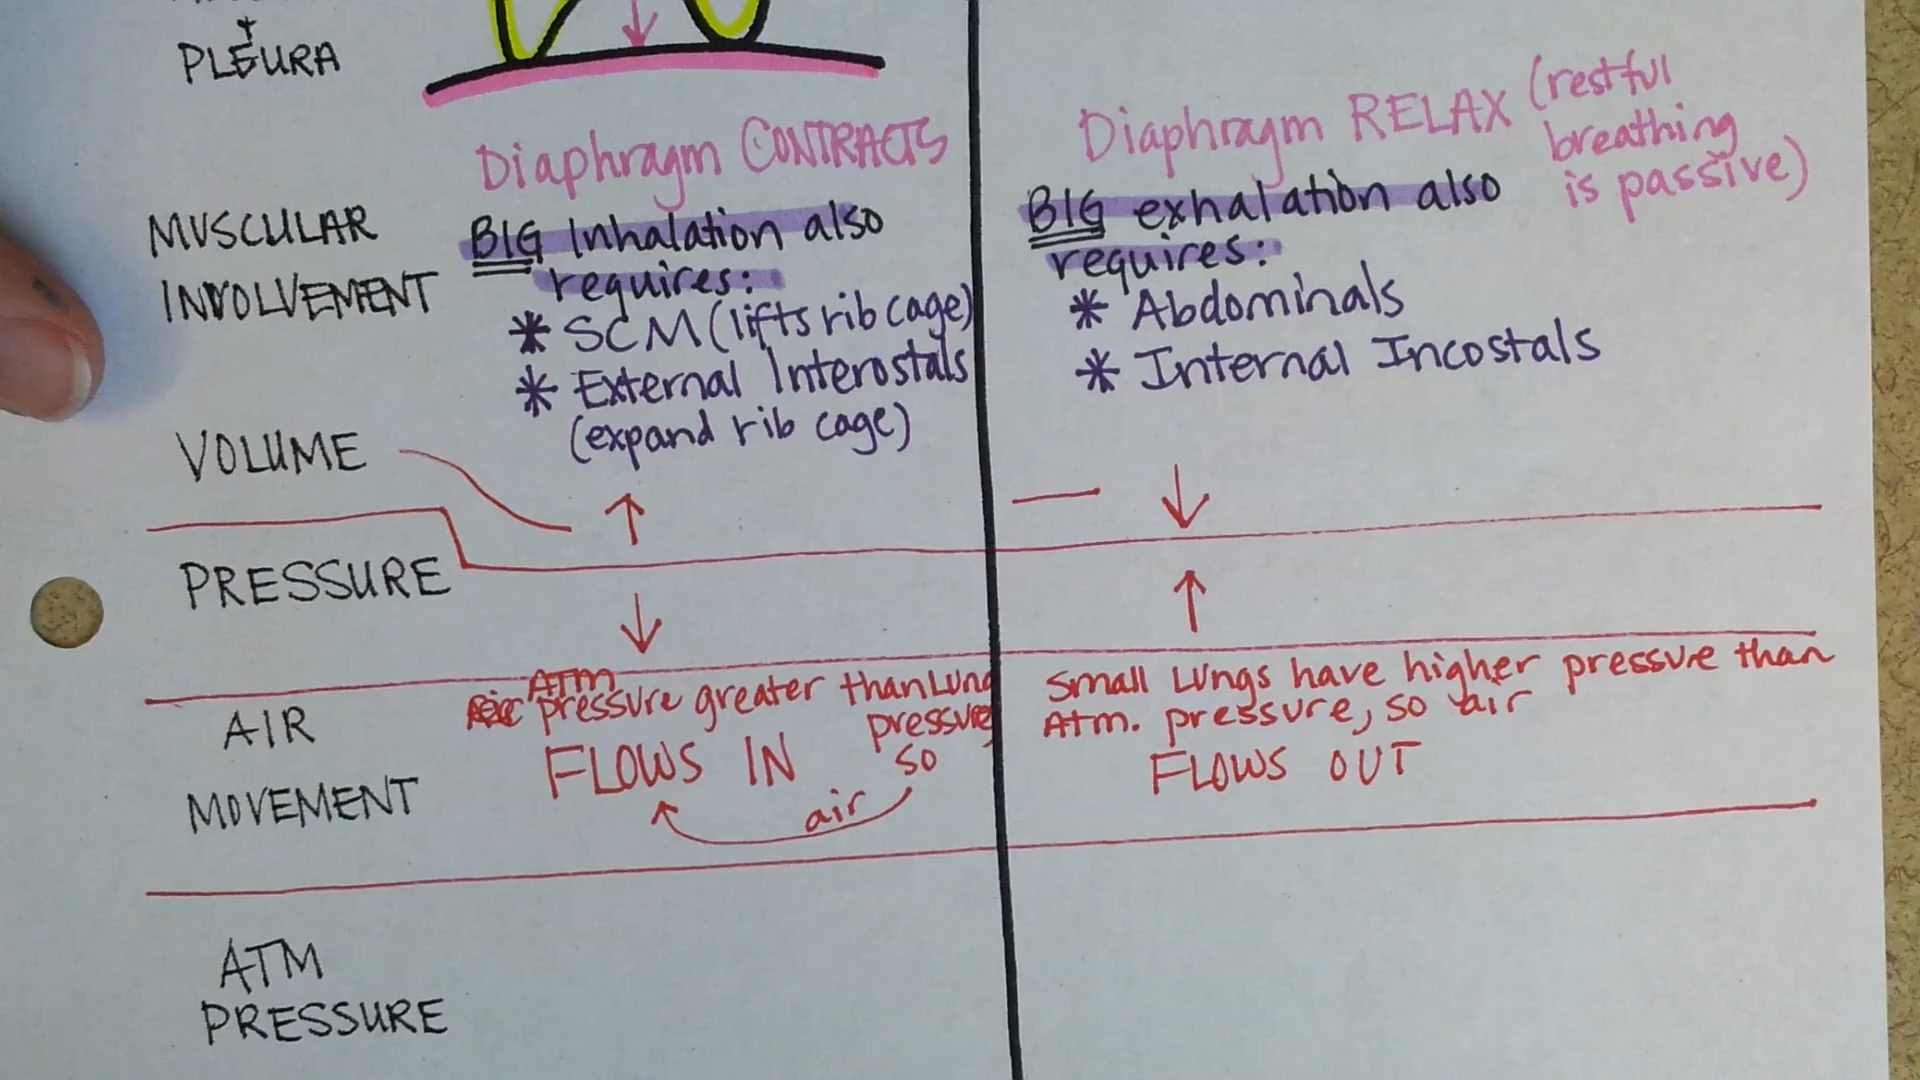 +
PLEURA
Diaphragm CONTRACTS
Diaphragm RELAX (restful
breathing
is passive)
MUSCULAR
INVOLVEMENT
BIG Inhalation also
requires:
* SCM (lifts rib cage)
* External Interostals
(expand rib cage)
BIG exhalation also
requires:
* Abdominals
* Internal Incostals
VOLUME
↑
— ↓
PRESSURE
↓
↑
AIR
MOVEMENT
ATM
pressure greater than Lung
pressure
so
FLOWS IN
air
Small Lungs have higher pressure than
Atm. pressure, so air
FLOWS OUT
ATM
PRESSURE